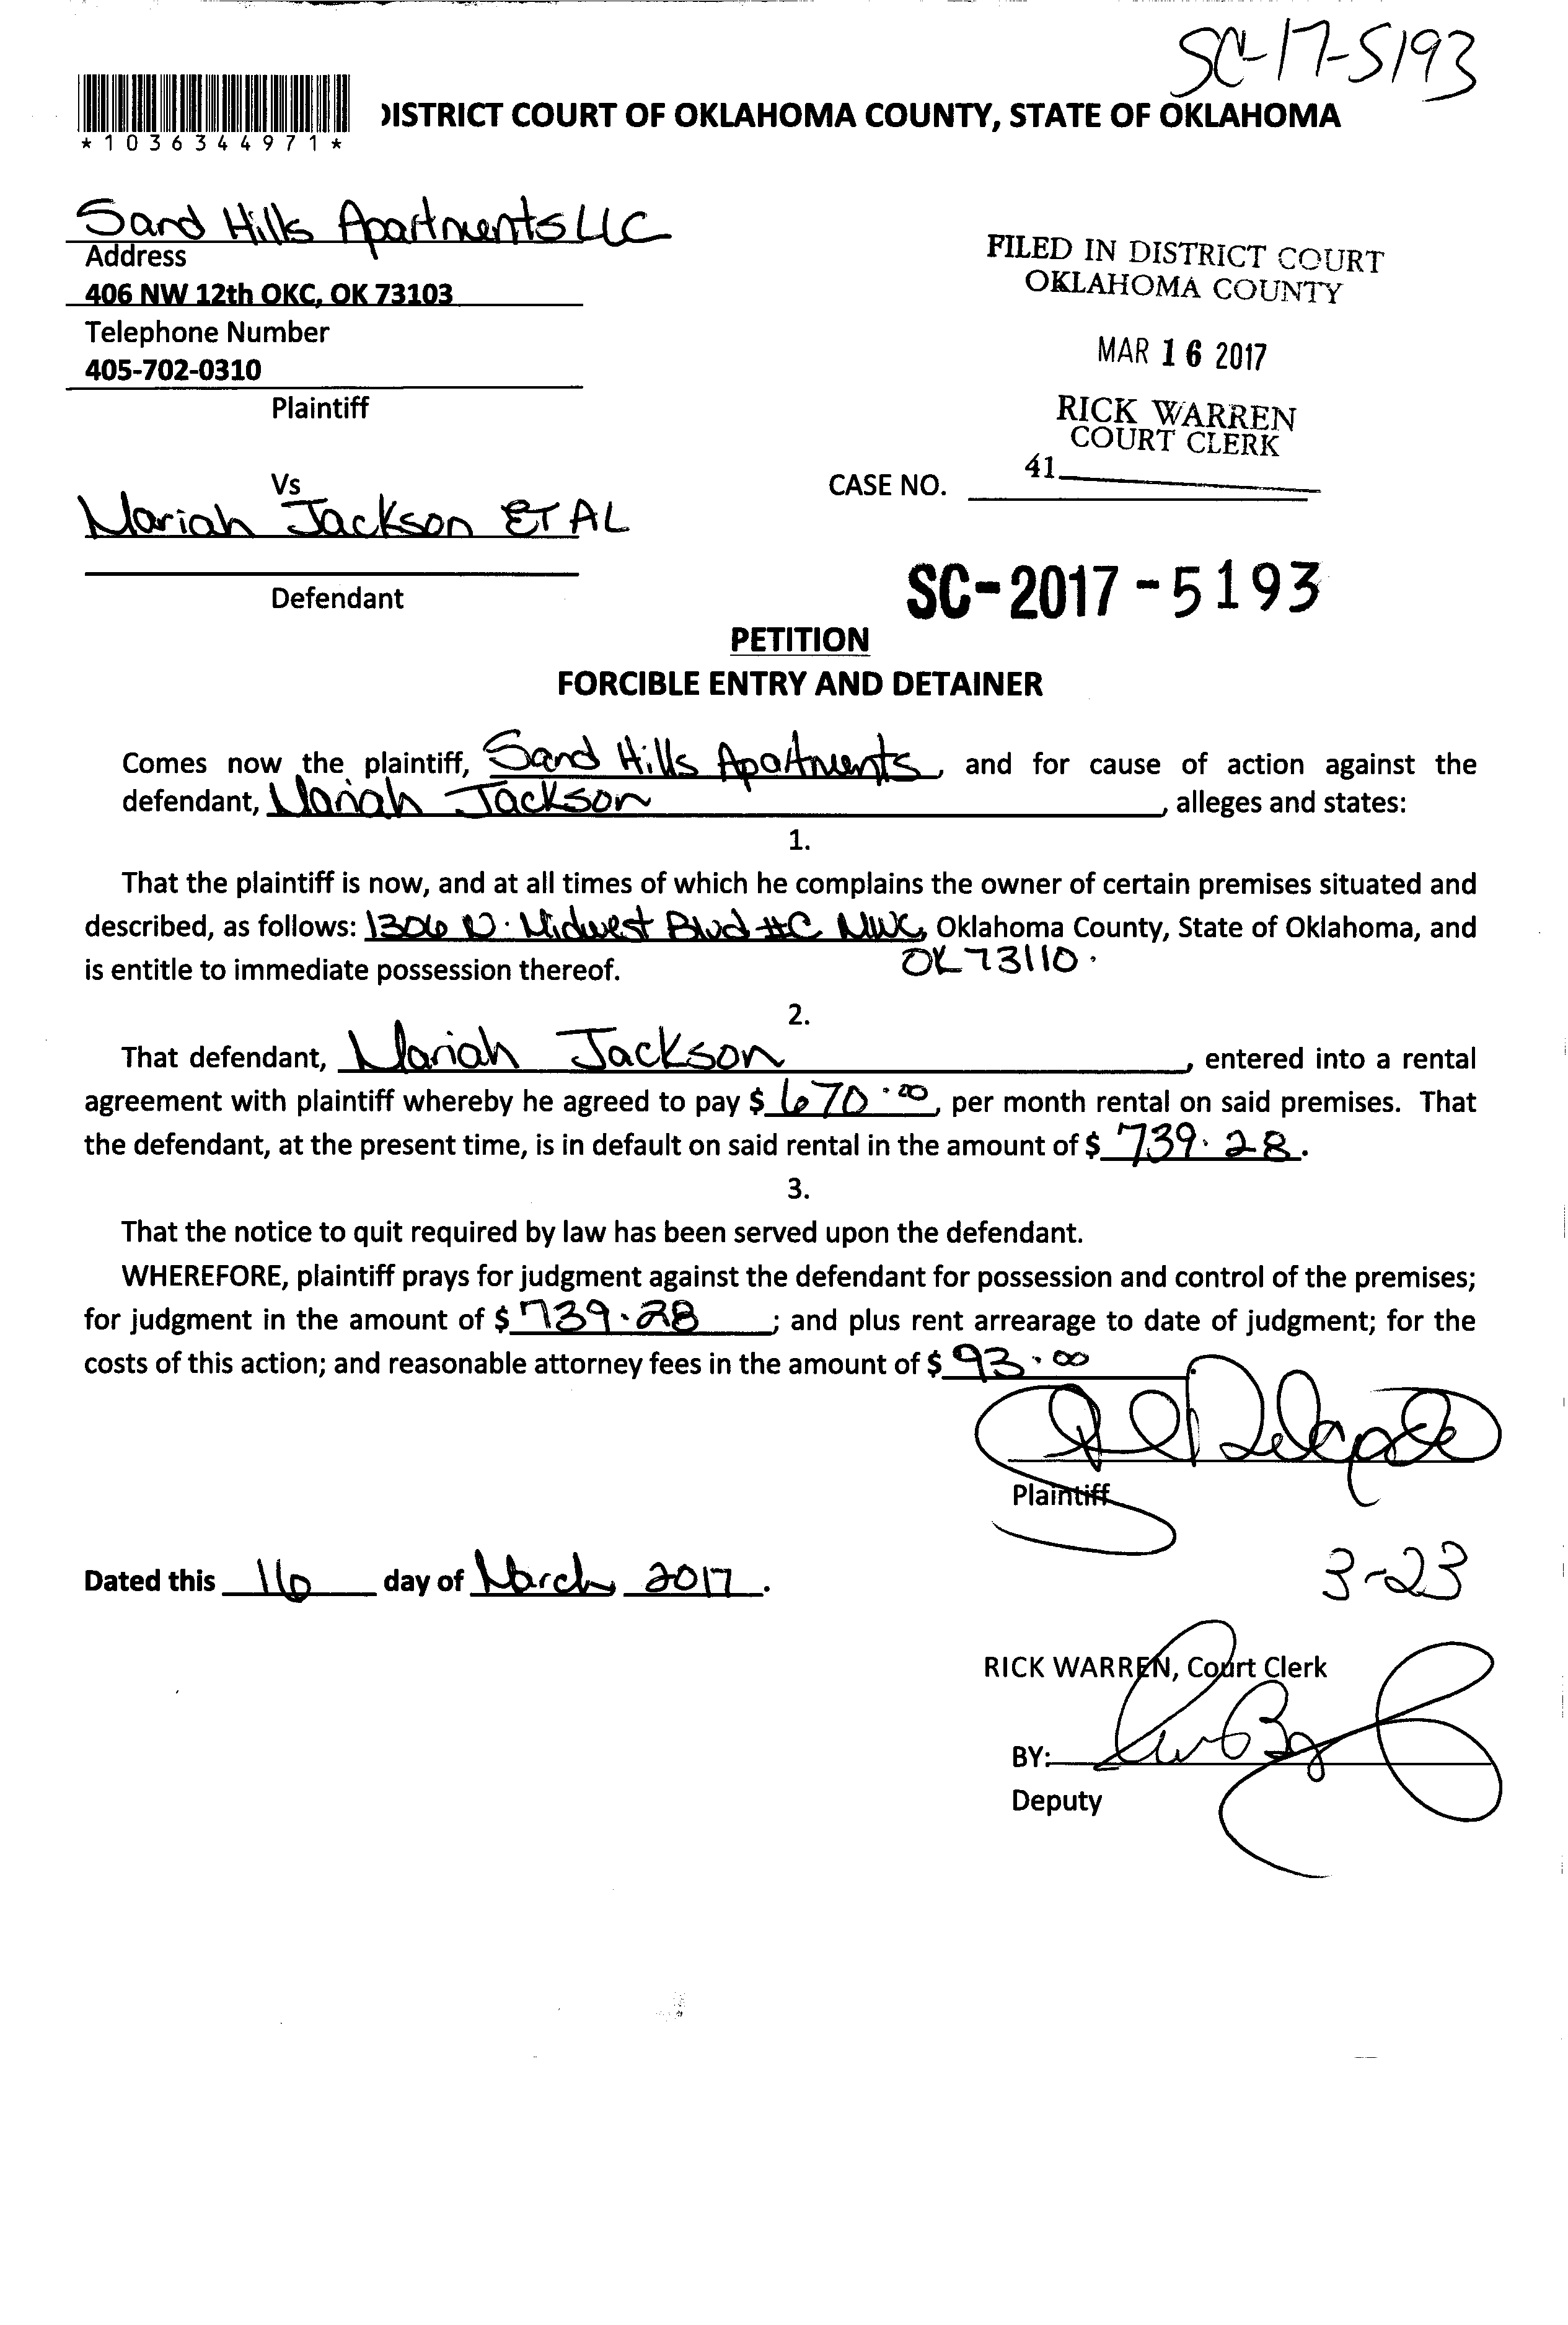 SC-17-5193
*1036344971*
DISTRICT COURT OF OKLAHOMA COUNTY, STATE OF OKLAHOMA
Sand Hills Apartments LLC
Address
406 NW 12th OKC, OK 73103
Telephone Number
405-702-0310
Plaintiff
FILED IN DISTRICT COURT
OKLAHOMA COUNTY
MAR 16 2017
RICK WARREN
COURT CLERK
41
Vs
CASE NO.
Mariah Jackson ET AL
Defendant
SC-2017-5193
PETITION
FORCIBLE ENTRY AND DETAINER
Comes now the plaintiff, Sand Hills Apartments, and for cause of action against the
defendant, Mariah Jackson, alleges and states:
1.
That the plaintiff is now, and at all times of which he complains the owner of certain premises situated and
described, as follows: 1306 N. Midwest Blvd #C MWC, Oklahoma County, State of Oklahoma, and
is entitle to immediate possession thereof. OK 73110.
2.
That defendant, Mariah Jackson, entered into a rental
agreement with plaintiff whereby he agreed to pay $ 670.00, per month rental on said premises. That
the defendant, at the present time, is in default on said rental in the amount of $ 739.28.
3.
That the notice to quit required by law has been served upon the defendant.
WHEREFORE, plaintiff prays for judgment against the defendant for possession and control of the premises;
for judgment in the amount of $ 739.28; and plus rent arrearage to date of judgment; for the
costs of this action; and reasonable attorney fees in the amount of $ 93.00
Plaintiff
Dated this 16 day of March 2017.
3-23
RICK WARREN, Court Clerk
BY:
Deputy